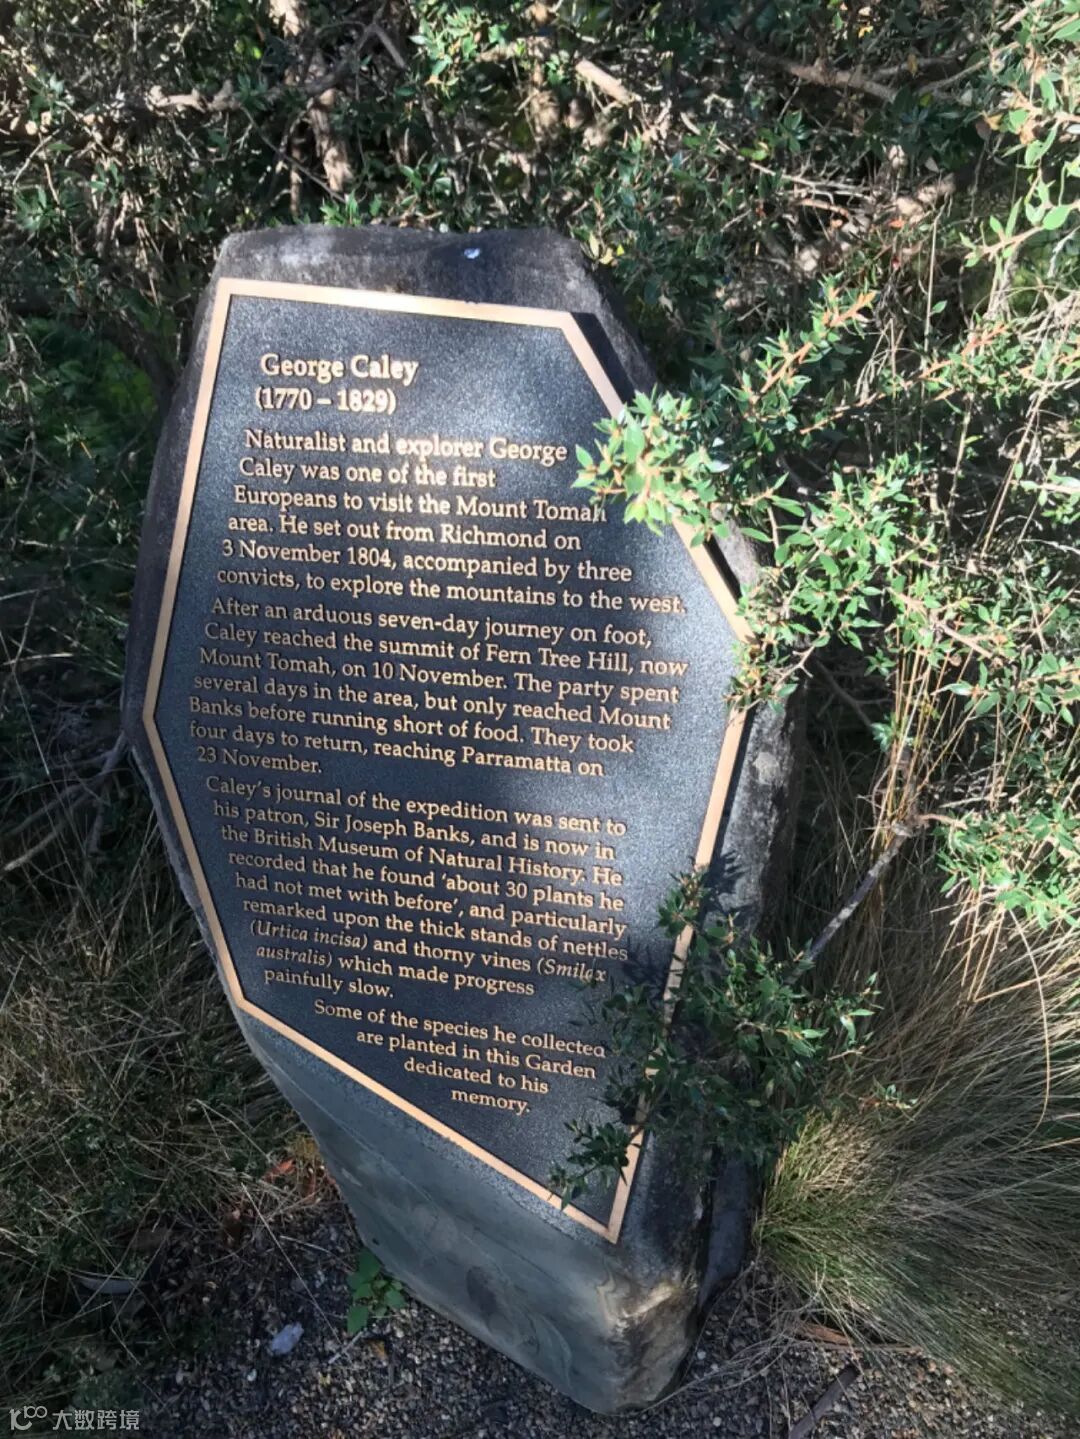 George Caley
(1770 – 1829)
Naturalist and explorer George
Caley was one of the first
Europeans to visit the Mount Tomah
area. He set out from Richmond on
3 November 1804, accompanied by three
convicts, to explore the mountains to the west.
After an arduous seven-day journey on foot,
Caley reached the summit of Fern Tree Hill, now
Mount Tomah, on 10 November. The party spent
several days in the area, but only reached Mount
Banks before running short of food. They took
four days to return, reaching Parramatta on
23 November.
Caley's journal of the expedition was sent to
his patron, Sir Joseph Banks, and is now in
the British Museum of Natural History. He
recorded that he found 'about 30 plants he
had not met with before', and particularly
remarked upon the thick stands of nettles
(Urtica incisa) and thorny vines (Smilax
australis) which made progress
painfully slow.
Some of the species he collected
are planted in this Garden
dedicated to his
memory.
大数跨境